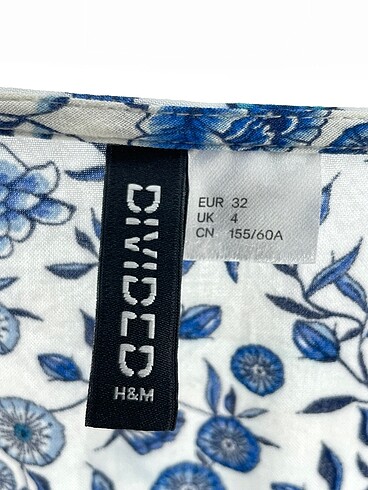 DIVIDED
H&M
EUR 32
UK 4
CN 155/60A